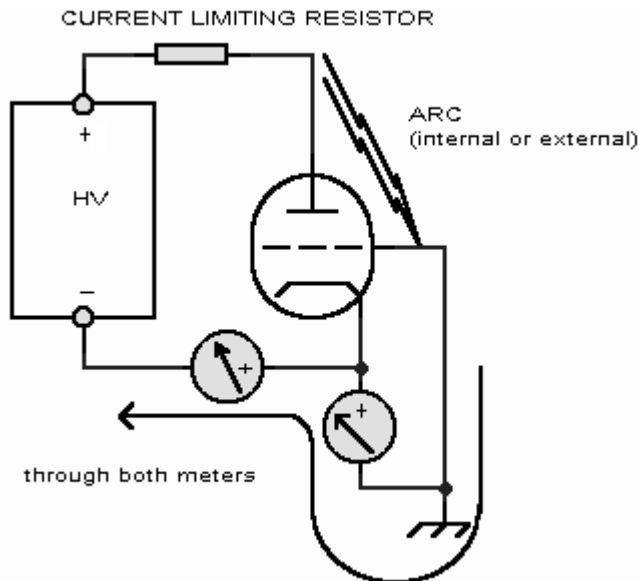 CURRENT LIMITING RESISTOR
ARC
(internal or external)
+
HV
−
+
+
through both meters